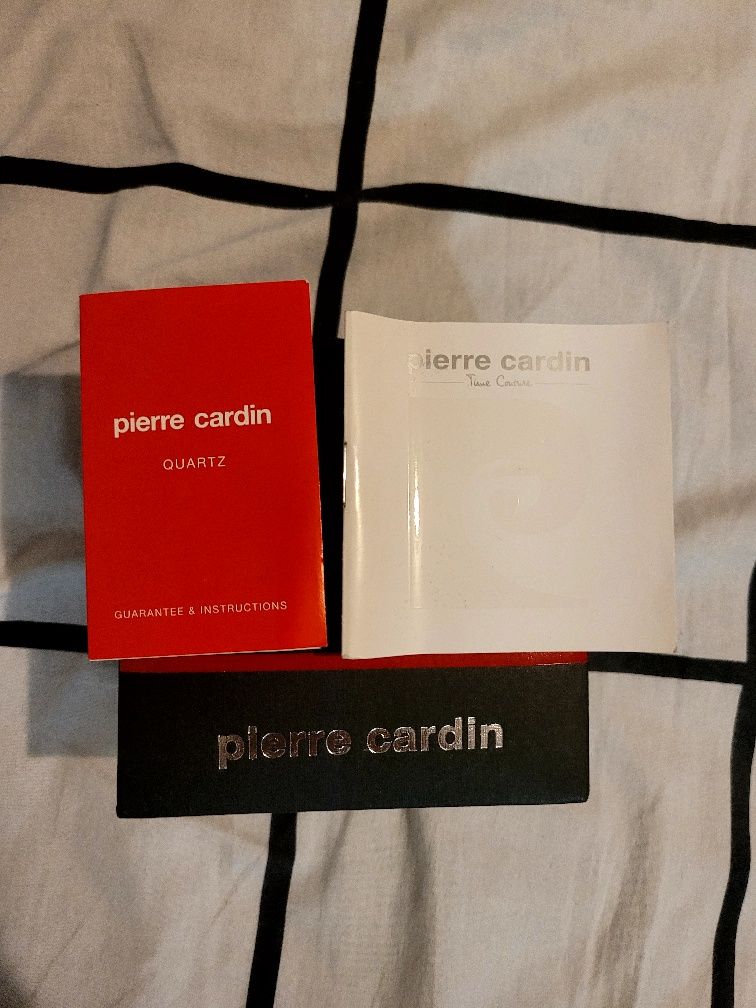 pierre cardin
QUARTZ
GUARANTEE & INSTRUCTIONS
pierre cardin
Time Couture
pierre cardin